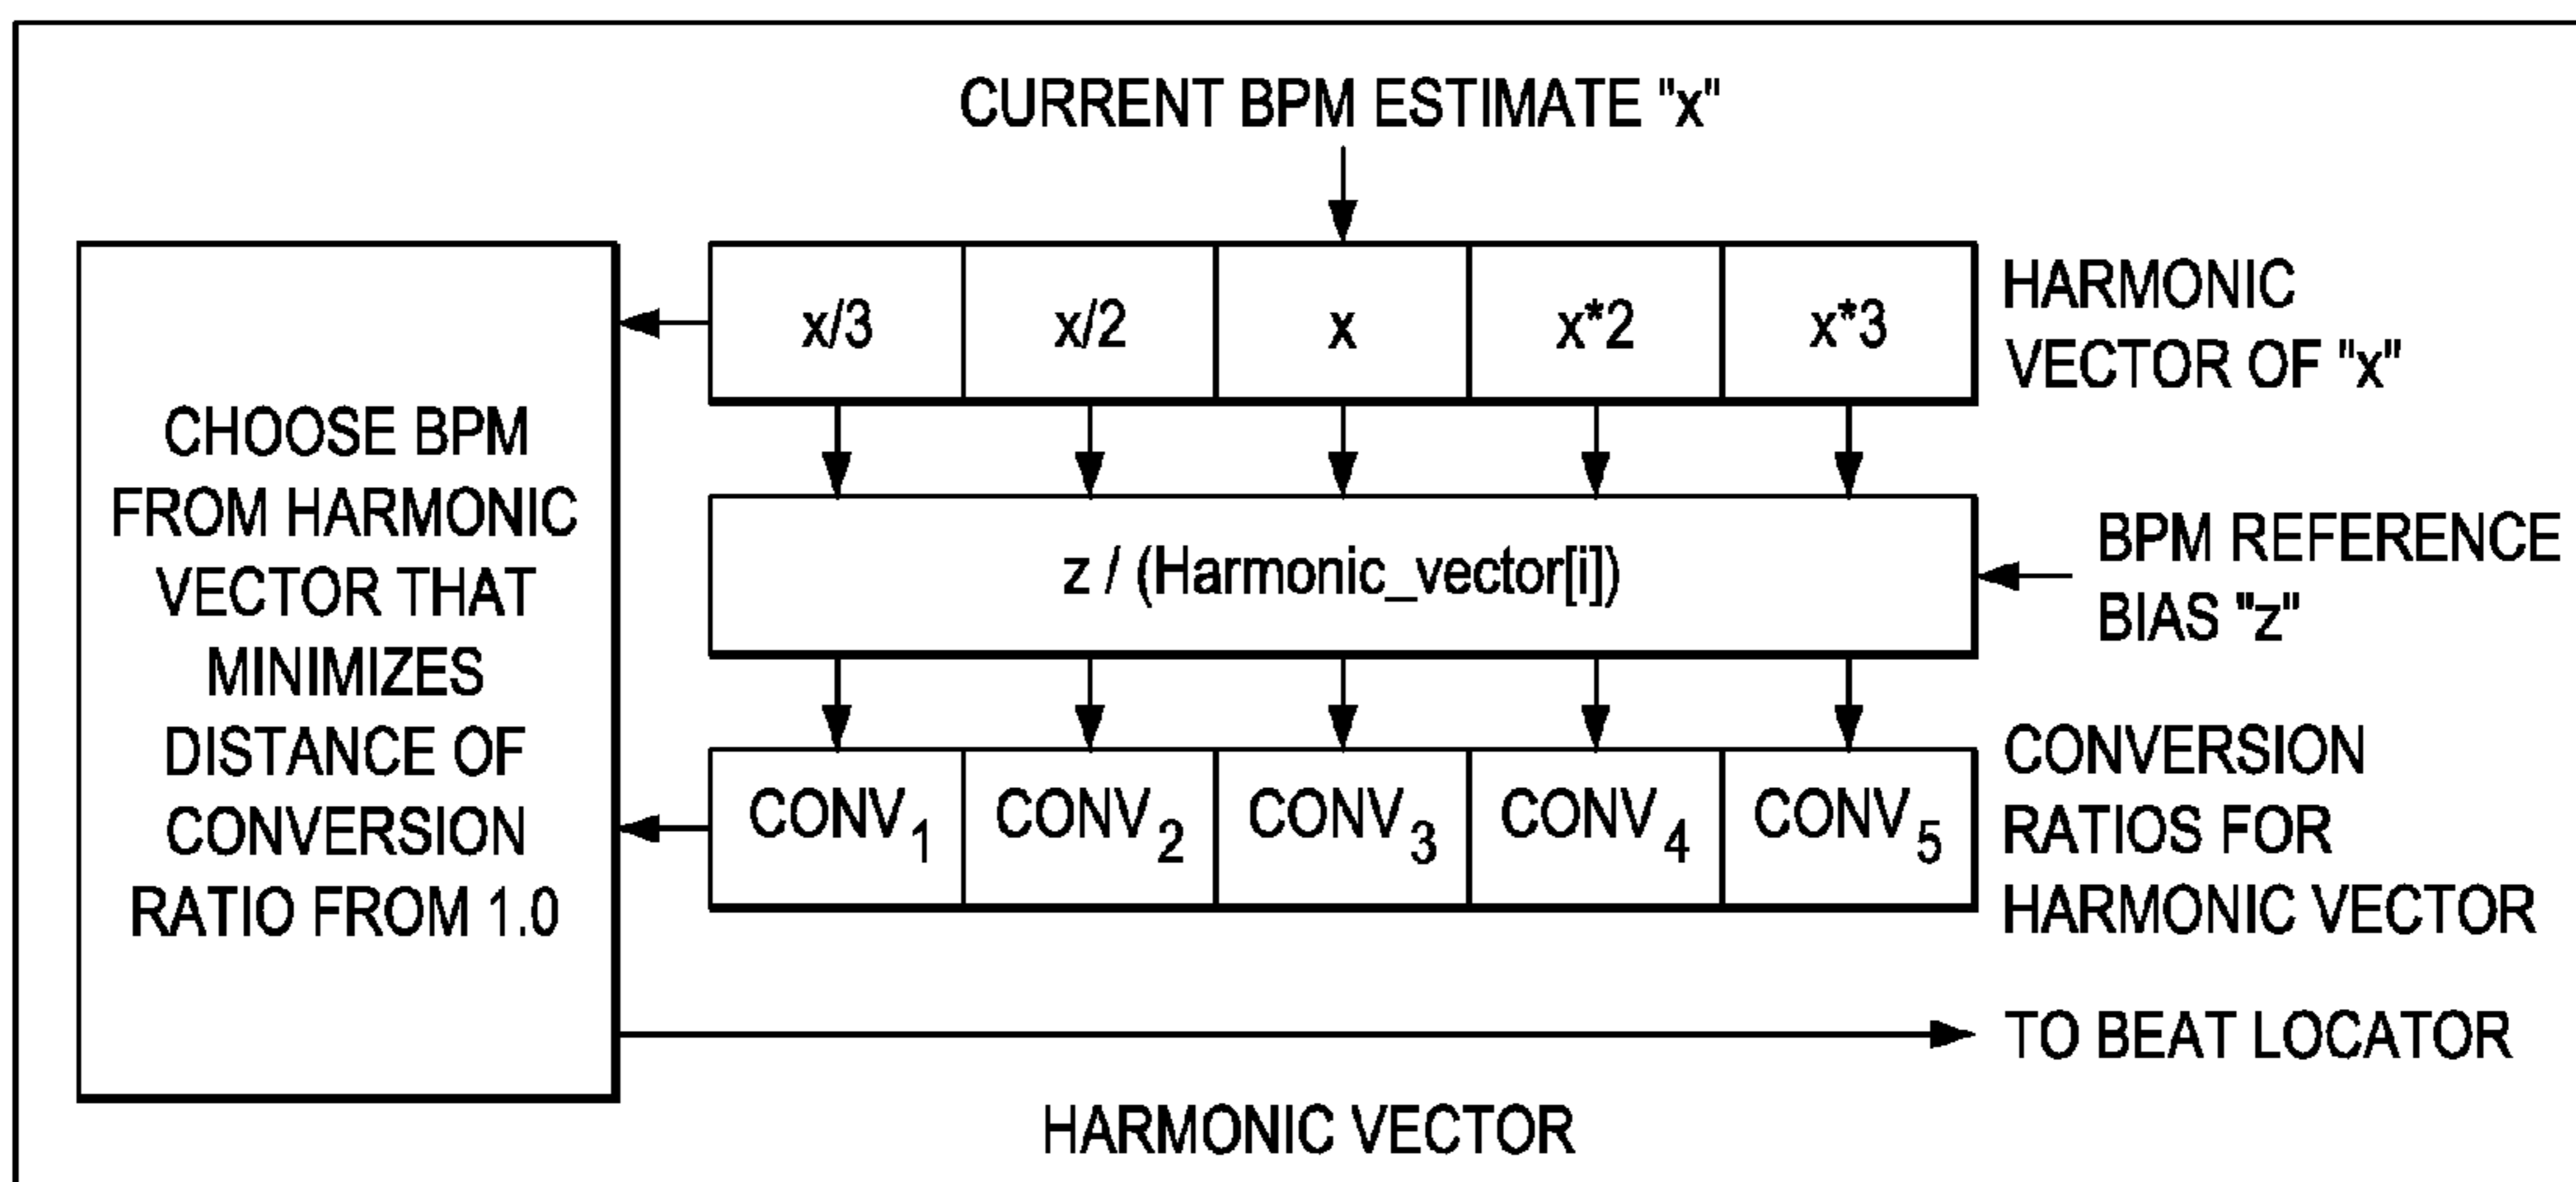 CURRENT BPM ESTIMATE "x"
x/3 x/2 x x*2 x*3
HARMONIC
VECTOR OF "x"
CHOOSE BPM
FROM HARMONIC
VECTOR THAT
MINIMIZES
DISTANCE OF
CONVERSION
RATIO FROM 1.0
z / (Harmonic_vector[i])
BPM REFERENCE
BIAS "z"
CONV1 CONV2 CONV3 CONV4 CONV5
CONVERSION
RATIOS FOR
HARMONIC VECTOR
TO BEAT LOCATOR
HARMONIC VECTOR